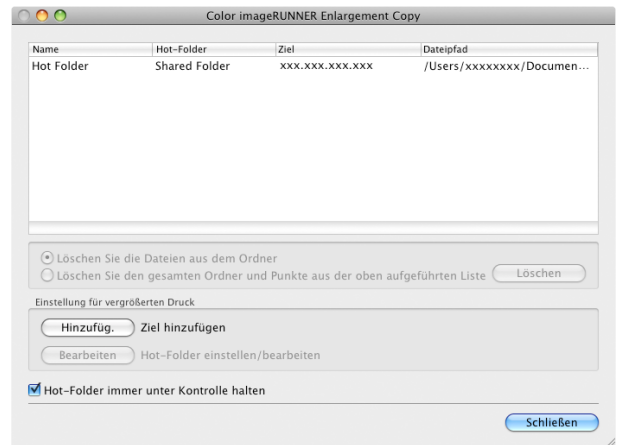 Color imageRUNNER Enlargement Copy
Name Hot-Folder Ziel Dateipfad
Hot Folder Shared Folder xxx.xxx.xxx.xxx /Users/xxxxxxxx/Documen...
Löschen Sie die Dateien aus dem Ordner
Löschen Sie den gesamten Ordner und Punkte aus der oben aufgeführten Liste Löschen
Einstellung für vergrößerten Druck
Hinzufüg. Ziel hinzufügen
Bearbeiten Hot-Folder einstellen/bearbeiten
Hot-Folder immer unter Kontrolle halten
Schließen